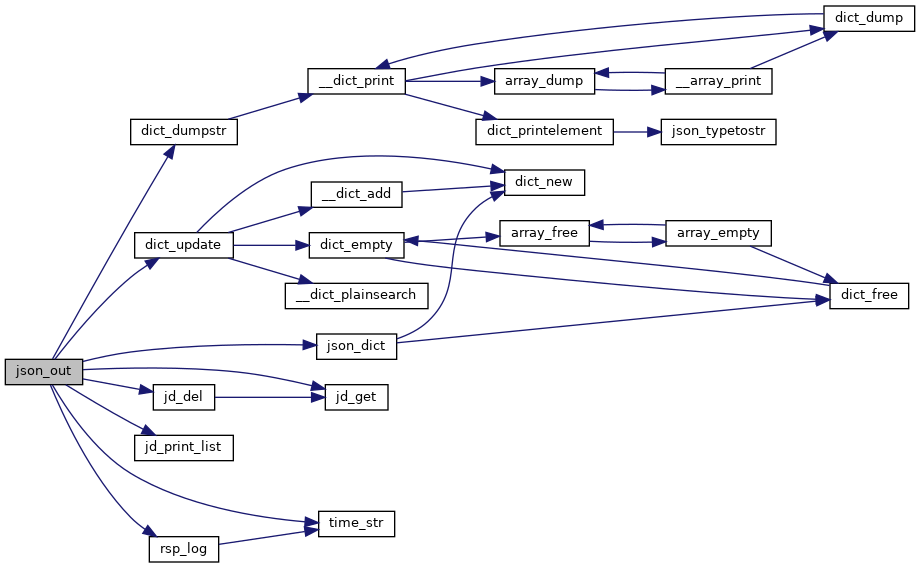 dict_dump
__dict_print
array_dump
__array_print
dict_dumpstr
dict_printelement
json_typetostr
dict_new
__dict_add
array_free
array_empty
dict_update
dict_empty
__dict_plainsearch
dict_free
json_dict
json_out
jd_del
jd_get
jd_print_list
time_str
rsp_log